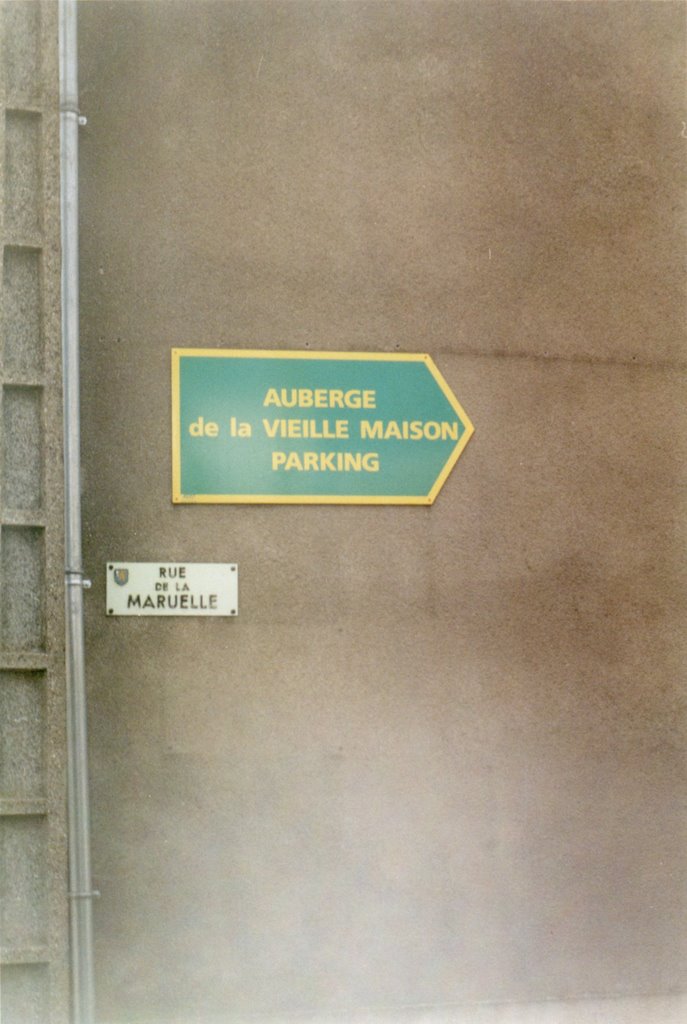 AUBERGE
de la VIEILLE MAISON
PARKING
RUE
DE LA
MARUELLE